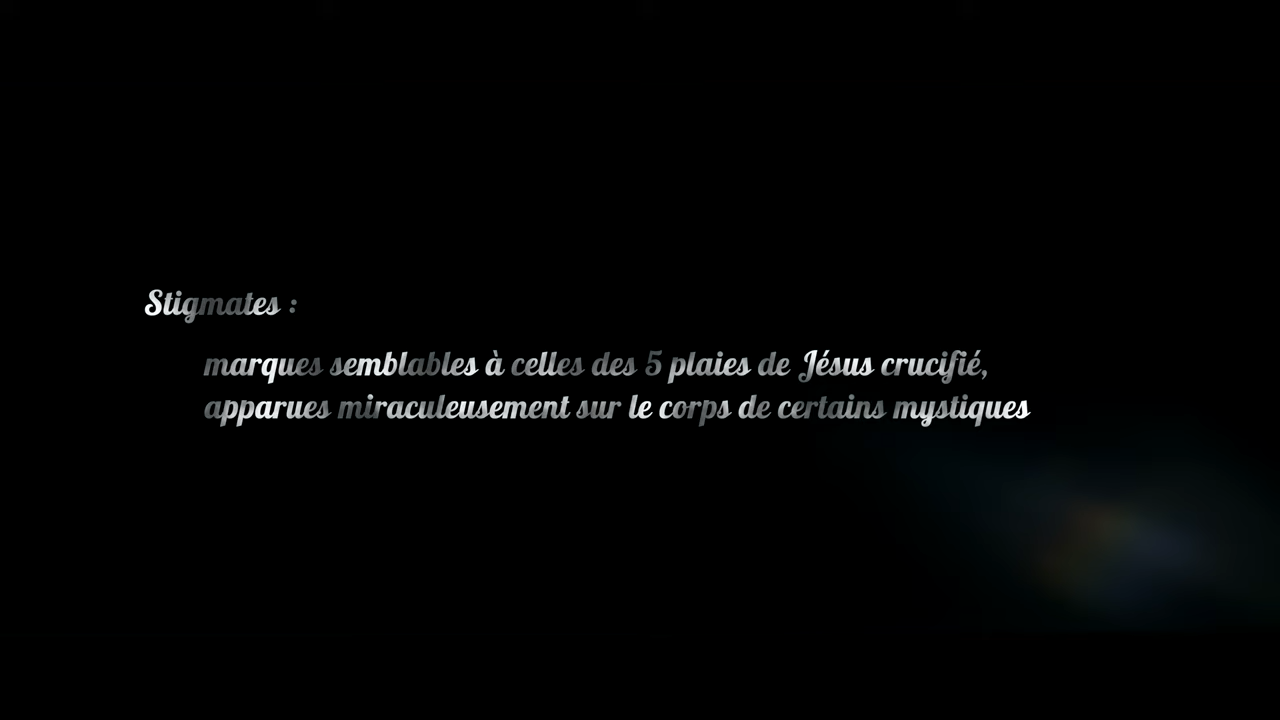 Stigmates :
marques semblables à celles des 5 plaies de Jésus crucifié,
apparues miraculeusement sur le corps de certains mystiques